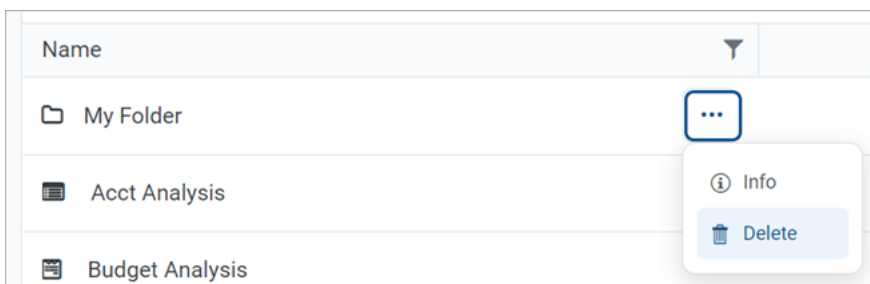 Name
My Folder
Info
Acct Analysis
Delete
Budget Analysis